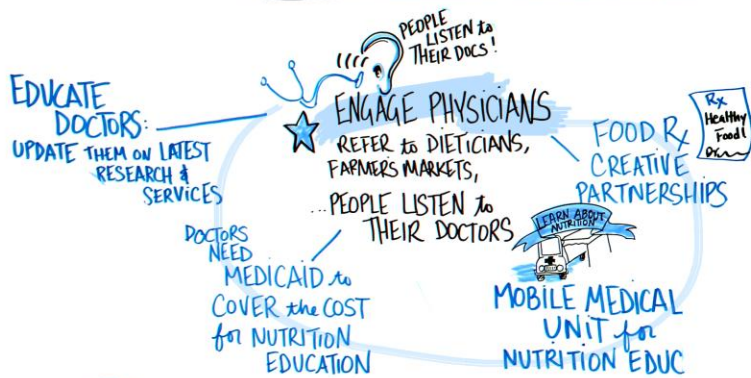 PEOPLE
LISTEN to
THEIR DOCS!
EDUCATE
DOCTORS:
UPDATE THEM ON LATEST
RESEARCH &
SERVICES
ENGAGE PHYSICIANS
REFER to DIETICIANS,
FARMERS MARKETS,
...PEOPLE LISTEN to
THEIR DOCTORS
FOOD Rx
CREATIVE
PARTNERSHIPS
Rx
Healthy
Food!
DOCTORS
NEED
MEDICAID to
COVER the COST
for NUTRITION
EDUCATION
LEARN ABOUT
NUTRITION
MOBILE MEDICAL
UNIT for
NUTRITION EDUC